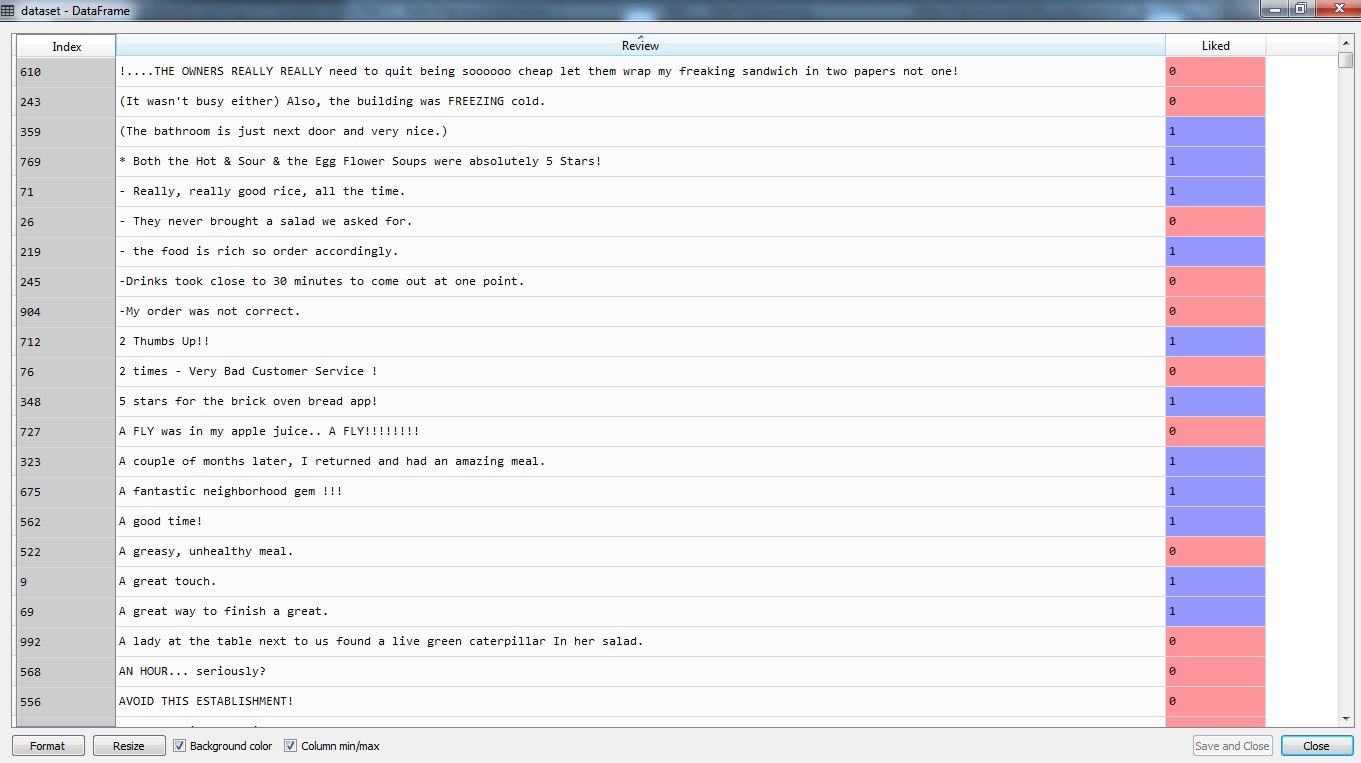 dataset - DataFrame
Index Review Liked
610 !....THE OWNERS REALLY REALLY need to quit being soooooo cheap let them wrap my freaking sandwich in two papers not one! 0
243 (It wasn't busy either) Also, the building was FREEZING cold. 0
359 (The bathroom is just next door and very nice.) 1
769 * Both the Hot & Sour & the Egg Flower Soups were absolutely 5 Stars! 1
71 - Really, really good rice, all the time. 1
26 - They never brought a salad we asked for. 0
219 - the food is rich so order accordingly. 1
245 -Drinks took close to 30 minutes to come out at one point. 0
904 -My order was not correct. 0
712 2 Thumbs Up!! 1
76 2 times - Very Bad Customer Service ! 0
348 5 stars for the brick oven bread app! 1
727 A FLY was in my apple juice.. A FLY!!!!!!!! 0
323 A couple of months later, I returned and had an amazing meal. 1
675 A fantastic neighborhood gem !!! 1
562 A good time! 1
522 A greasy, unhealthy meal. 0
9 A great touch. 1
69 A great way to finish a great. 1
992 A lady at the table next to us found a live green caterpillar In her salad. 0
568 AN HOUR... seriously? 0
556 AVOID THIS ESTABLISHMENT! 0
Format Resize Background color Column min/max Save and Close Close